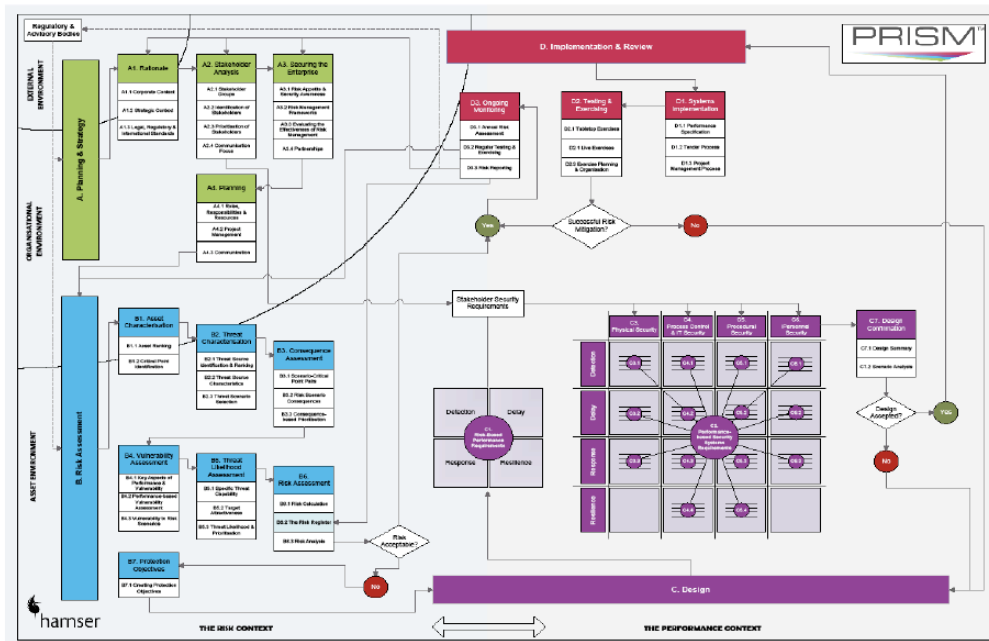 Regulatory &
Advisory Bodies
EXTERNAL
ENVIRONMENT
ORGANISATIONAL
ENVIRONMENT
ASSET ENVIRONMENT
A. Planning & Strategy
A1. Rationale
A1.1 Corporate Context
A1.2 Strategic Context
A1.3 Legal, Regulatory &
International Standards
A2. Stakeholder
Analysis
A2.1 Stakeholder
Groups
A2.2 Identification of
Stakeholders
A2.3 Prioritisation of
Stakeholders
A2.4 Communication
Focus
A3. Securing the
Enterprise
A3.1 Risk Appetite &
Security Awareness
A3.2 Risk Management
Frameworks
A3.3 Evaluating the
Effectiveness of Risk
Management
A3.4 Partnerships
A4. Planning
A4.1 Roles,
Responsibilities &
Resources
A4.2 Project
Management
A4.3 Communication
D. Implementation & Review
PRISM™
D3. Ongoing
Monitoring
D3.1 Annual Risk
Assessment
D3.2 Regular Testing &
Exercising
D3.3 Risk Reporting
D2. Testing &
Exercising
D2.1 Tabletop Exercises
D2.1 Live Exercises
D2.3 Exercise Planning
& Organisation
D1. Systems
Implementation
D1.1 Performance
Specification
D1.2 Tender Process
D1.3 Project
Management Process
Yes
Successful Risk
Mitigation?
No
B. Risk Assessment
B1. Asset
Characterisation
B1.1 Asset Ranking
B1.2 Critical Point
Identification
B2. Threat
Characterisation
B2.1 Threat Source
Identification & Ranking
B2.2 Threat Source
Characteristics
B2.3 Threat Scenario
Selection
B3. Consequence
Assessment
B3.1 Scenario-Critical
Point Pairs
B3.2 Risk Scenario
Consequences
B3.3 Consequence-
based Prioritisation
B4. Vulnerability
Assessment
B4.1 Key Aspects of
Performance &
Vulnerability
B4.2 Performance-based
Vulnerability
Assessment
B4.3 Vulnerability to Risk
Scenarios
B5. Threat
Likelihood
Assessment
B5.1 Specific Threat
Capability
B5.2 Target
Attractiveness
B5.3 Threat Likelihood &
Prioritisation
B6.
Risk Assessment
B6.1 Risk Calculation
B6.2 The Risk Register
B6.3 Risk Analysis
Risk
Acceptable?
No
B7. Protection
Objectives
B7.1 Creating Protection
Objectives
Stakeholder Security
Requirements
Detection
Delay
C1.
Risk-Based
Performance
Requirements
Response
Resilience
C3.
Physical Security
C4.
Process Control
& IT Security
C5.
Procedural
Security
C6.
Personnel
Security
Detection
Delay
Response
Resilience
C2.
Performance-
based Security
Systems
Requirements
C7. Design
Confirmation
C7.1 Design Summary
C7.2 Scenario Analysis
Design
Accepted?
YES
No
C. Design
hamser
THE RISK CONTEXT
THE PERFORMANCE CONTEXT